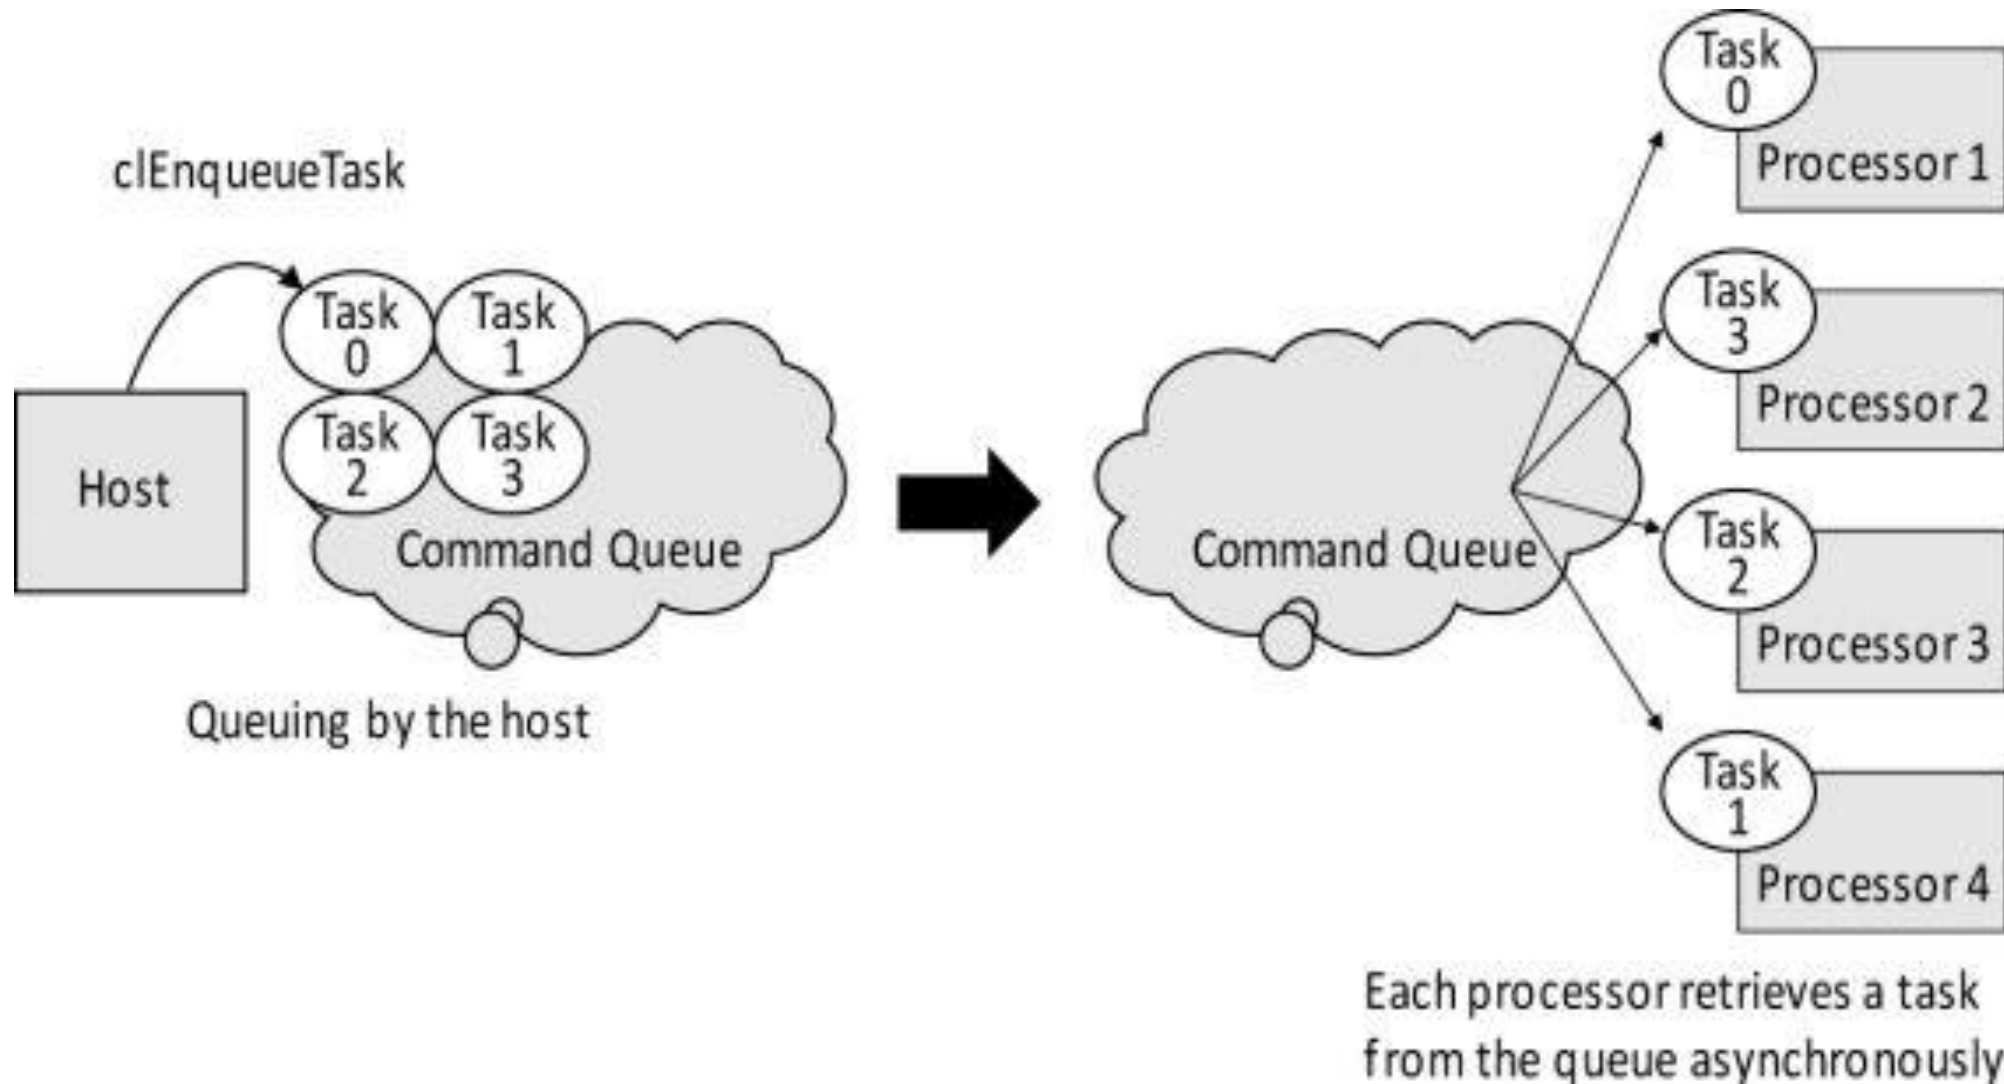 clEnqueueTask
Host
Task
0
Task
1
Task
2
Task
3
Command Queue
Queuing by the host
Command Queue
Task
0
Processor 1
Task
3
Processor 2
Task
2
Processor 3
Task
1
Processor 4
Each processor retrieves a task
from the queue asynchronously